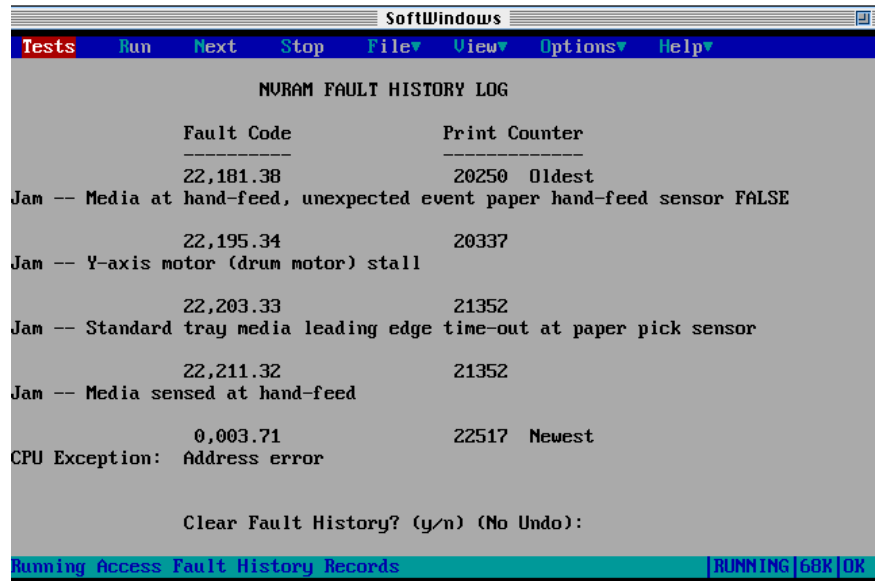 SoftWindows
Tests Run Next Stop File▼ View▼ Options▼ Help▼
NVRAM FAULT HISTORY LOG
Fault Code Print Counter
---------- -------------
22,181.38 20250 Oldest
Jam -- Media at hand-feed, unexpected event paper hand-feed sensor FALSE
22,195.34 20337
Jam -- Y-axis motor (drum motor) stall
22,203.33 21352
Jam -- Standard tray media leading edge time-out at paper pick sensor
22,211.32 21352
Jam -- Media sensed at hand-feed
0,003.71 22517 Newest
CPU Exception: Address error
Clear Fault History? (y/n) (No Undo):
Running Access Fault History Records |RUNNING|68K|OK